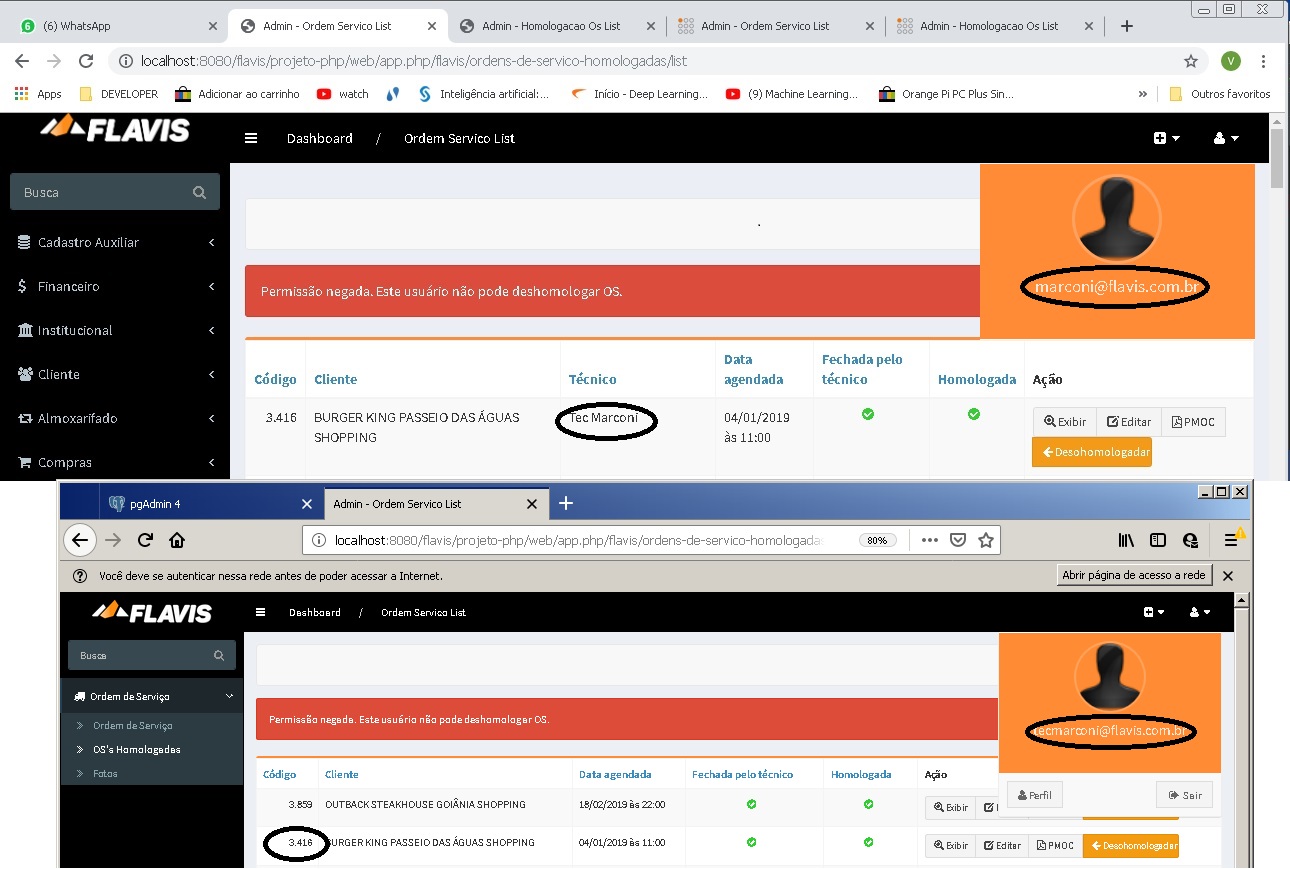 (6) WhatsApp
Admin - Ordem Servico List
Admin - Homologacao Os List
Admin - Ordem Servico List
Admin - Homologacao Os List
localhost:8080/flavis/projeto-php/web/app.php/flavis/ordens-de-servico-homologadas/list
V
Apps
DEVELOPER
Adicionar ao carrinho
watch
Inteligência artificial:...
Início - Deep Learning...
(9) Machine Learning...
Orange Pi PC Plus Sin...
»
Outros favoritos
FLAVIS
Dashboard / Ordem Servico List
Busca
Cadastro Auxiliar
Financeiro
Institucional
Cliente
Almoxarifado
Compras
Permissão negada. Este usuário não pode deshomologar OS.
marconi@flavis.com.br
Código Cliente Técnico Data agendada Fechada pelo técnico Homologada Ação
3.416 BURGER KING PASSEIO DAS ÁGUAS SHOPPING Tec Marconi 04/01/2019 às 11:00
Exibir Editar PMOC
Desohomologadar
pgAdmin 4
Admin - Ordem Servico List
localhost:8080/flavis/projeto-php/web/app.php/flavis/ordens-de-servico-homologadas
80%
Você deve se autenticar nessa rede antes de poder acessar a Internet.
Abrir página de acesso a rede
FLAVIS
Dashboard / Ordem Servico List
Busca
Ordem de Serviço
Ordem de Serviço
OS's Homologadas
Fotos
Permissão negada. Este usuário não pode deshomologar OS.
tecmarconi@flavis.com.br
Perfil
Sair
Código Cliente Data agendada Fechada pelo técnico Homologada Ação
3.859 OUTBACK STEAKHOUSE GOIÂNIA SHOPPING 18/02/2019 às 22:00 Exibir
3.416 BURGER KING PASSEIO DAS ÁGUAS SHOPPING 04/01/2019 às 11:00 Exibir Editar PMOC Desohomologadar